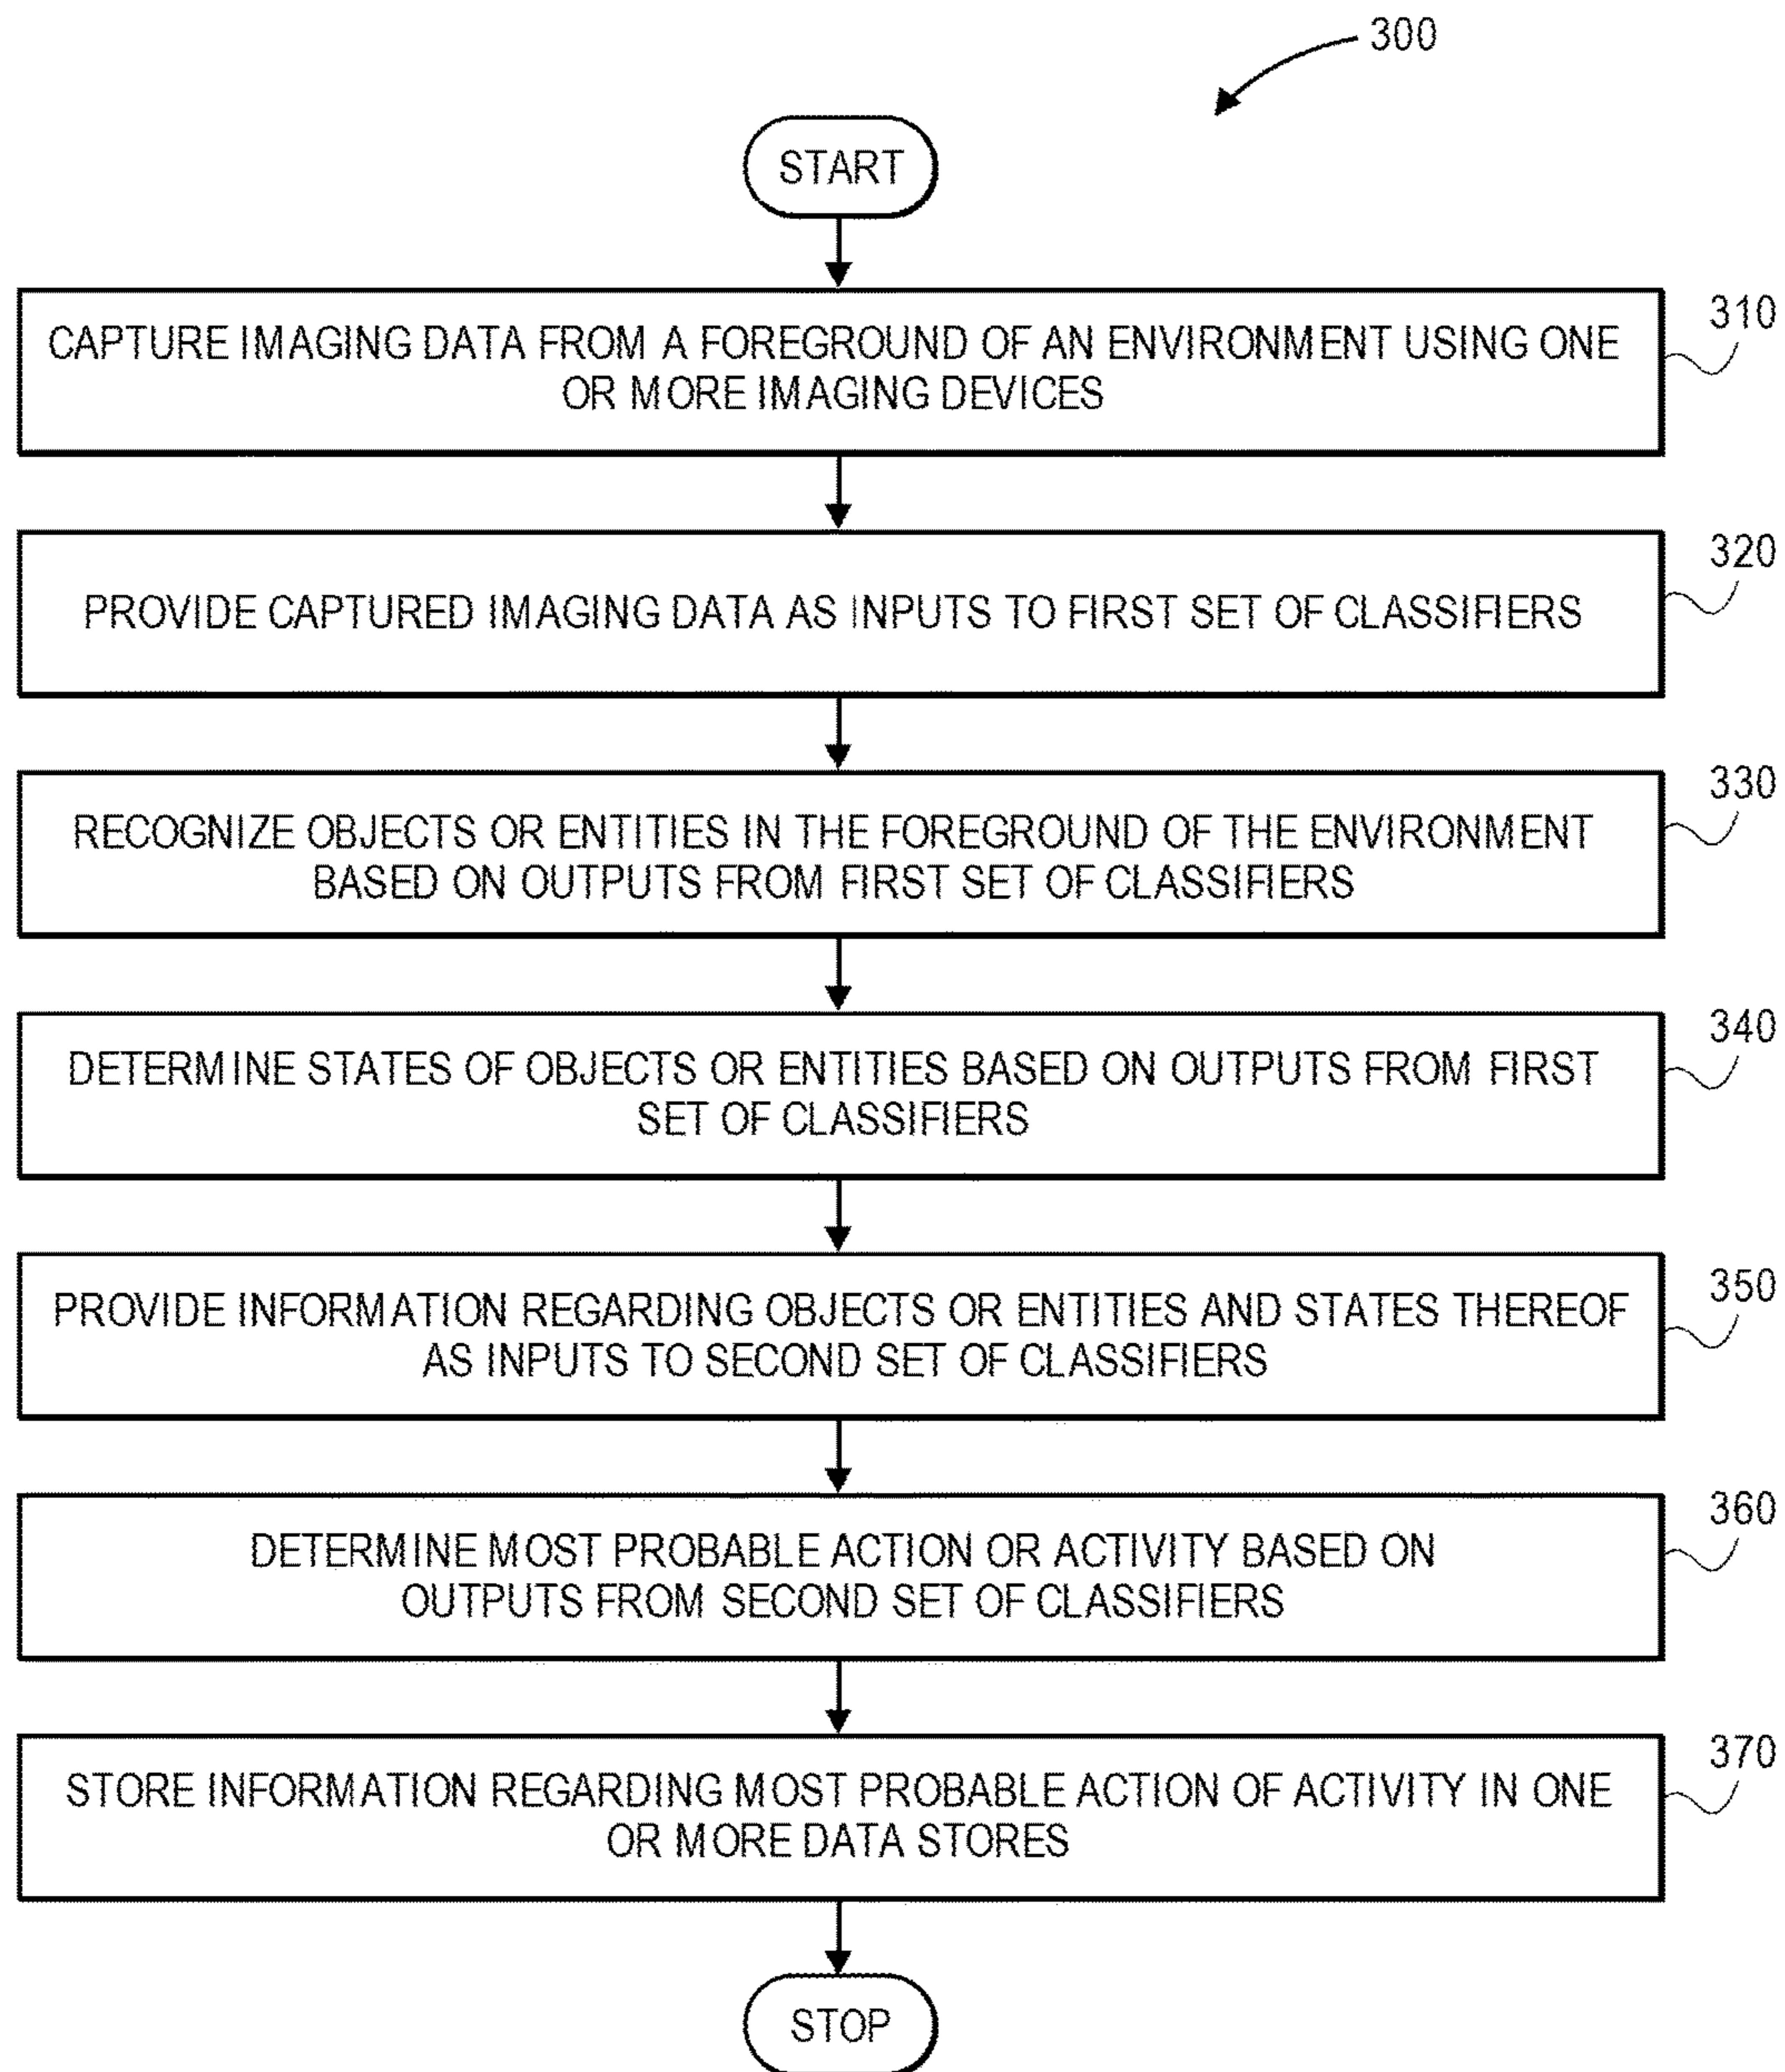 300
START
CAPTURE IMAGING DATA FROM A FOREGROUND OF AN ENVIRONMENT USING ONE
OR MORE IMAGING DEVICES
310
PROVIDE CAPTURED IMAGING DATA AS INPUTS TO FIRST SET OF CLASSIFIERS
320
RECOGNIZE OBJECTS OR ENTITIES IN THE FOREGROUND OF THE ENVIRONMENT
BASED ON OUTPUTS FROM FIRST SET OF CLASSIFIERS
330
DETERMINE STATES OF OBJECTS OR ENTITIES BASED ON OUTPUTS FROM FIRST
SET OF CLASSIFIERS
340
PROVIDE INFORMATION REGARDING OBJECTS OR ENTITIES AND STATES THEREOF
AS INPUTS TO SECOND SET OF CLASSIFIERS
350
DETERMINE MOST PROBABLE ACTION OR ACTIVITY BASED ON
OUTPUTS FROM SECOND SET OF CLASSIFIERS
360
STORE INFORMATION REGARDING MOST PROBABLE ACTION OF ACTIVITY IN ONE
OR MORE DATA STORES
370
STOP